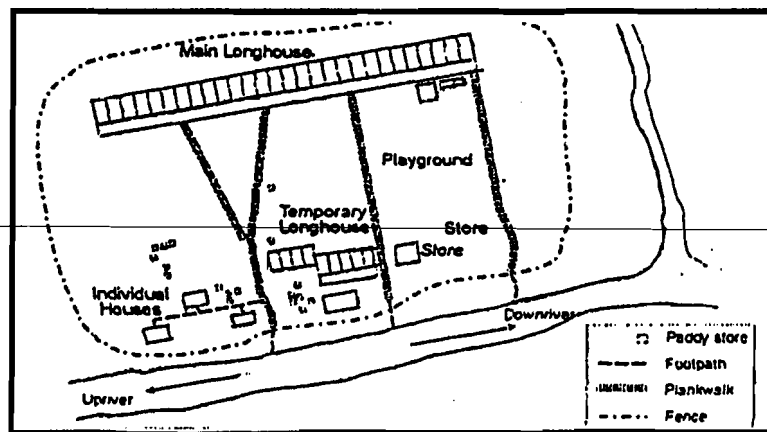 Main Longhouse
Playground
Temporary
Longhouse
Store
Store
Individual
Houses
Downriver
Upriver
Paddy store
Footpath
Plankwalk
Fence